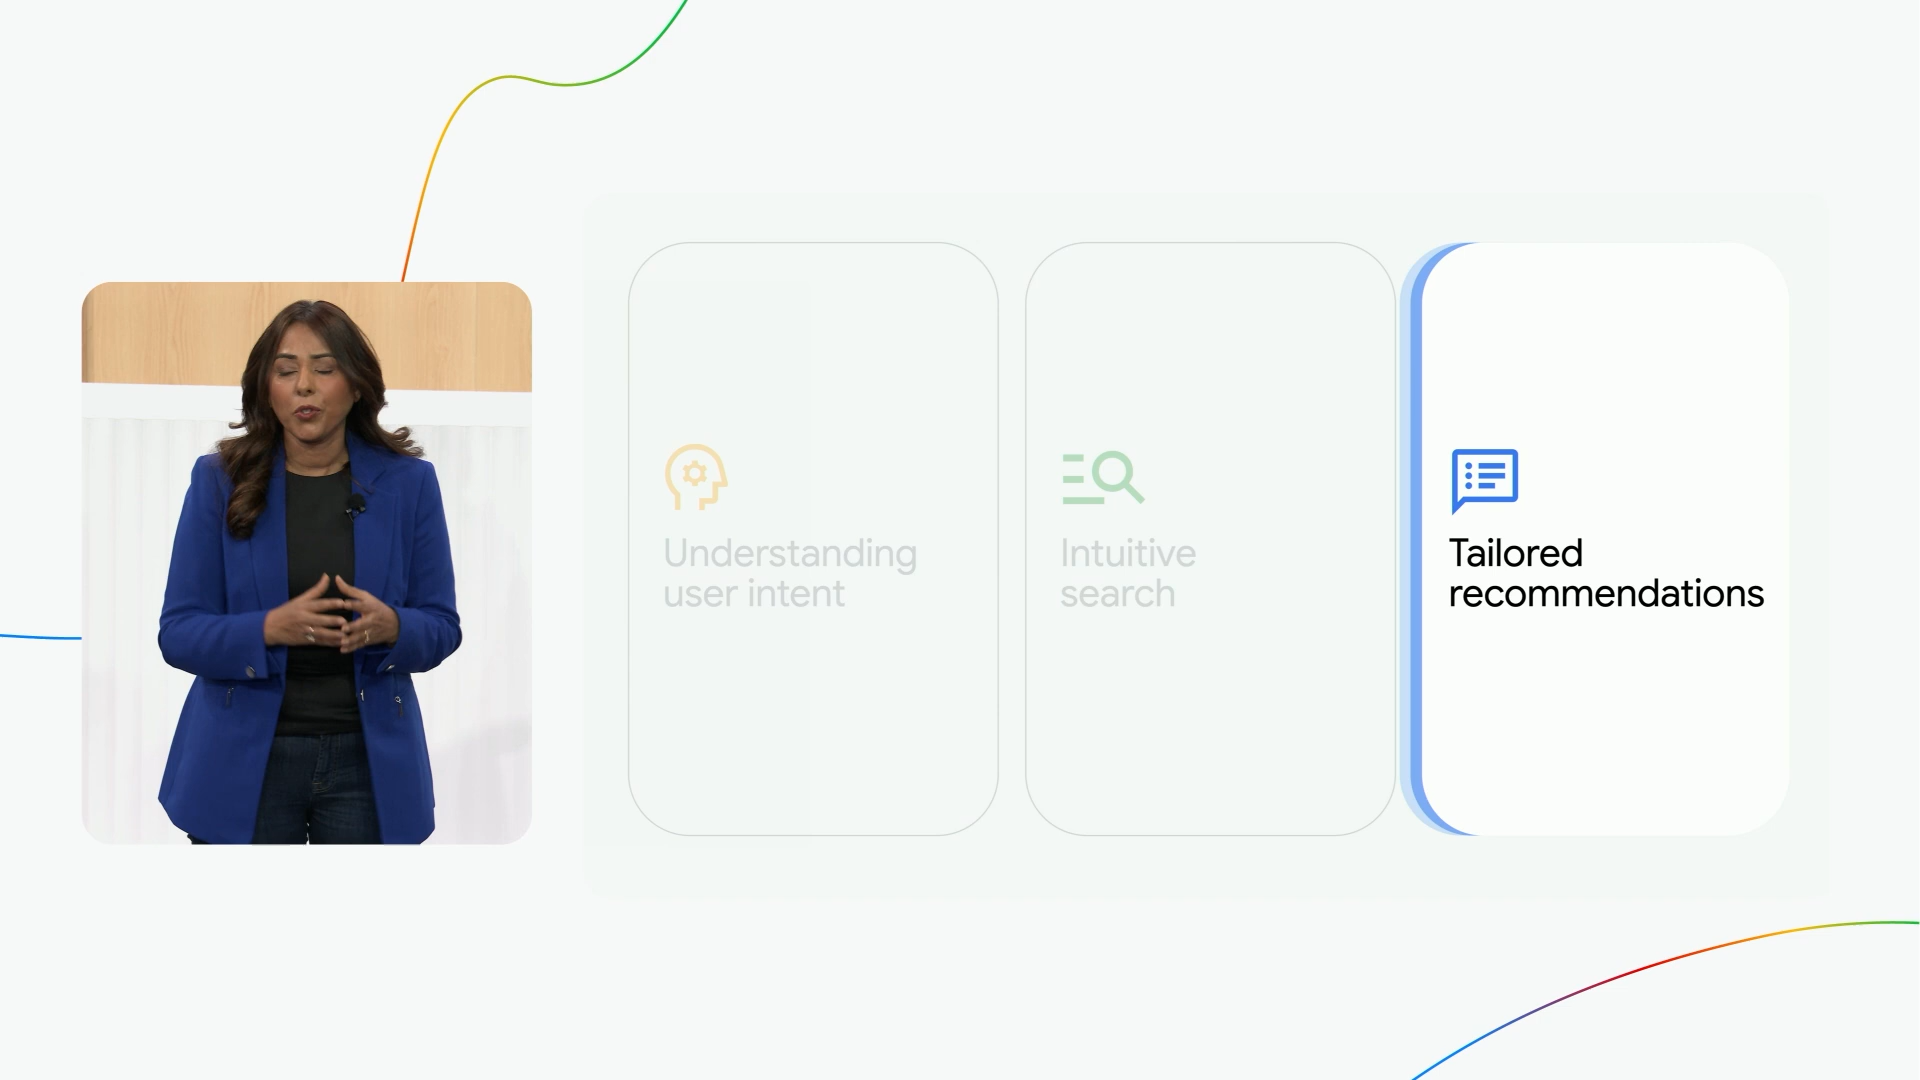 Understanding
user intent
Intuitive
search
Tailored
recommendations